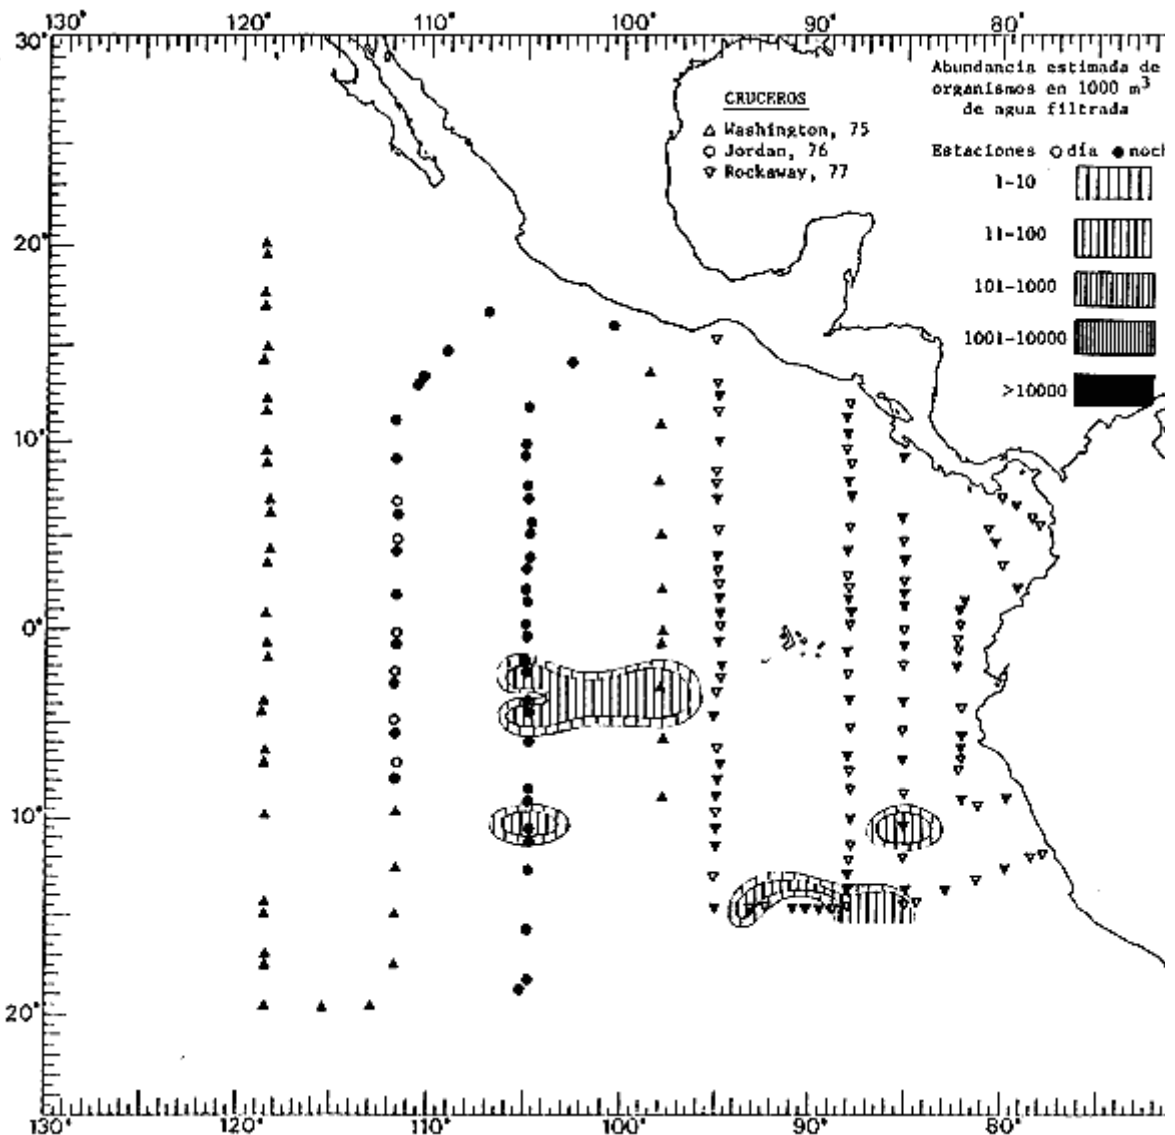 130° 120° 110° 100° 90° 80°
30°
20°
10°
0°
10°
20°
Abundancia estimada de
organismos en 1000 m³
de agua filtrada
CRUCEROS
△ Washington, 75
○ Jordan, 76
▽ Rockaway, 77
Estaciones ○ día ● noch
1-10
11-100
101-1000
1001-10000
>10000
130° 120° 110° 100° 90° 80°